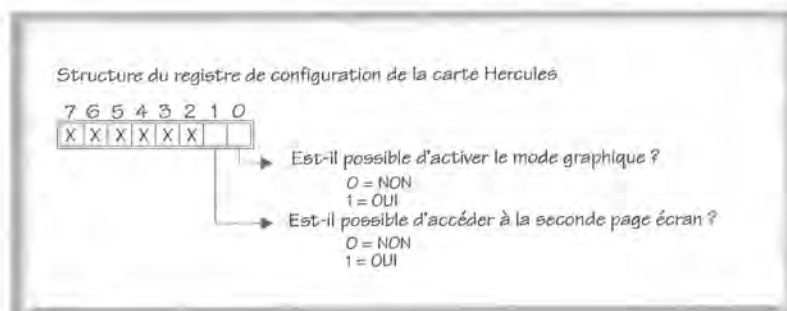 Structure du registre de configuration de la carte Hercules
7 6 5 4 3 2 1 0
X X X X X X
Est-il possible d'activer le mode graphique ?
0 = NON
1 = OUI
Est-il possible d'accéder à la seconde page écran ?
0 = NON
1 = OUI